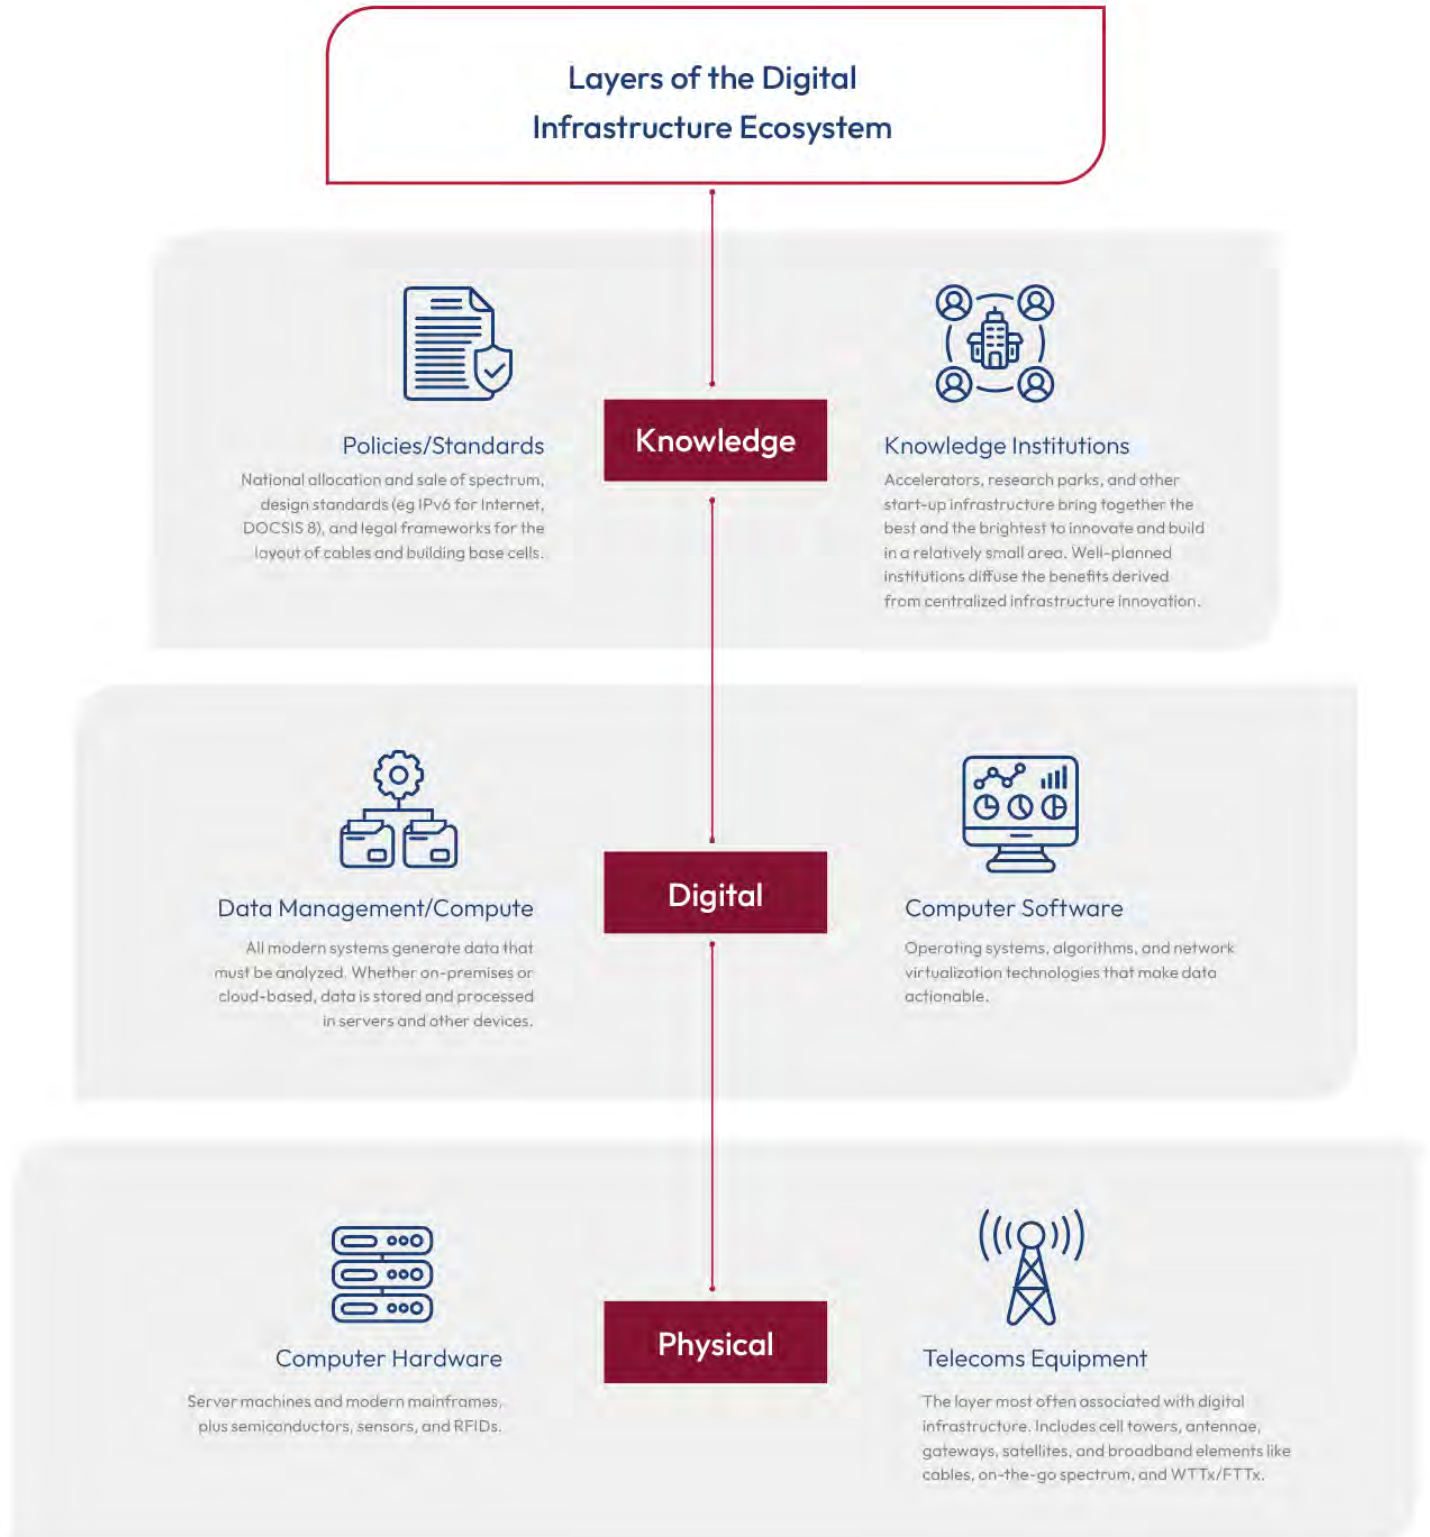 Layers of the Digital
Infrastructure Ecosystem
Knowledge
Policies/Standards
National allocation and sale of spectrum,
design standards (eg IPv6 for Internet,
DOCSIS 8), and legal frameworks for the
layout of cables and building base cells.
Knowledge Institutions
Accelerators, research parks, and other
start-up infrastructure bring together the
best and the brightest to innovate and build
in a relatively small area. Well-planned
institutions diffuse the benefits derived
from centralized infrastructure innovation.
Digital
Data Management/Compute
All modern systems generate data that
must be analyzed. Whether on-premises or
cloud-based, data is stored and processed
in servers and other devices.
Computer Software
Operating systems, algorithms, and network
virtualization technologies that make data
actionable.
Physical
Computer Hardware
Server machines and modern mainframes,
plus semiconductors, sensors, and RFIDs.
Telecoms Equipment
The layer most often associated with digital
infrastructure. Includes cell towers, antennae,
gateways, satellites, and broadband elements like
cables, on-the-go spectrum, and WTTx/FTTx.